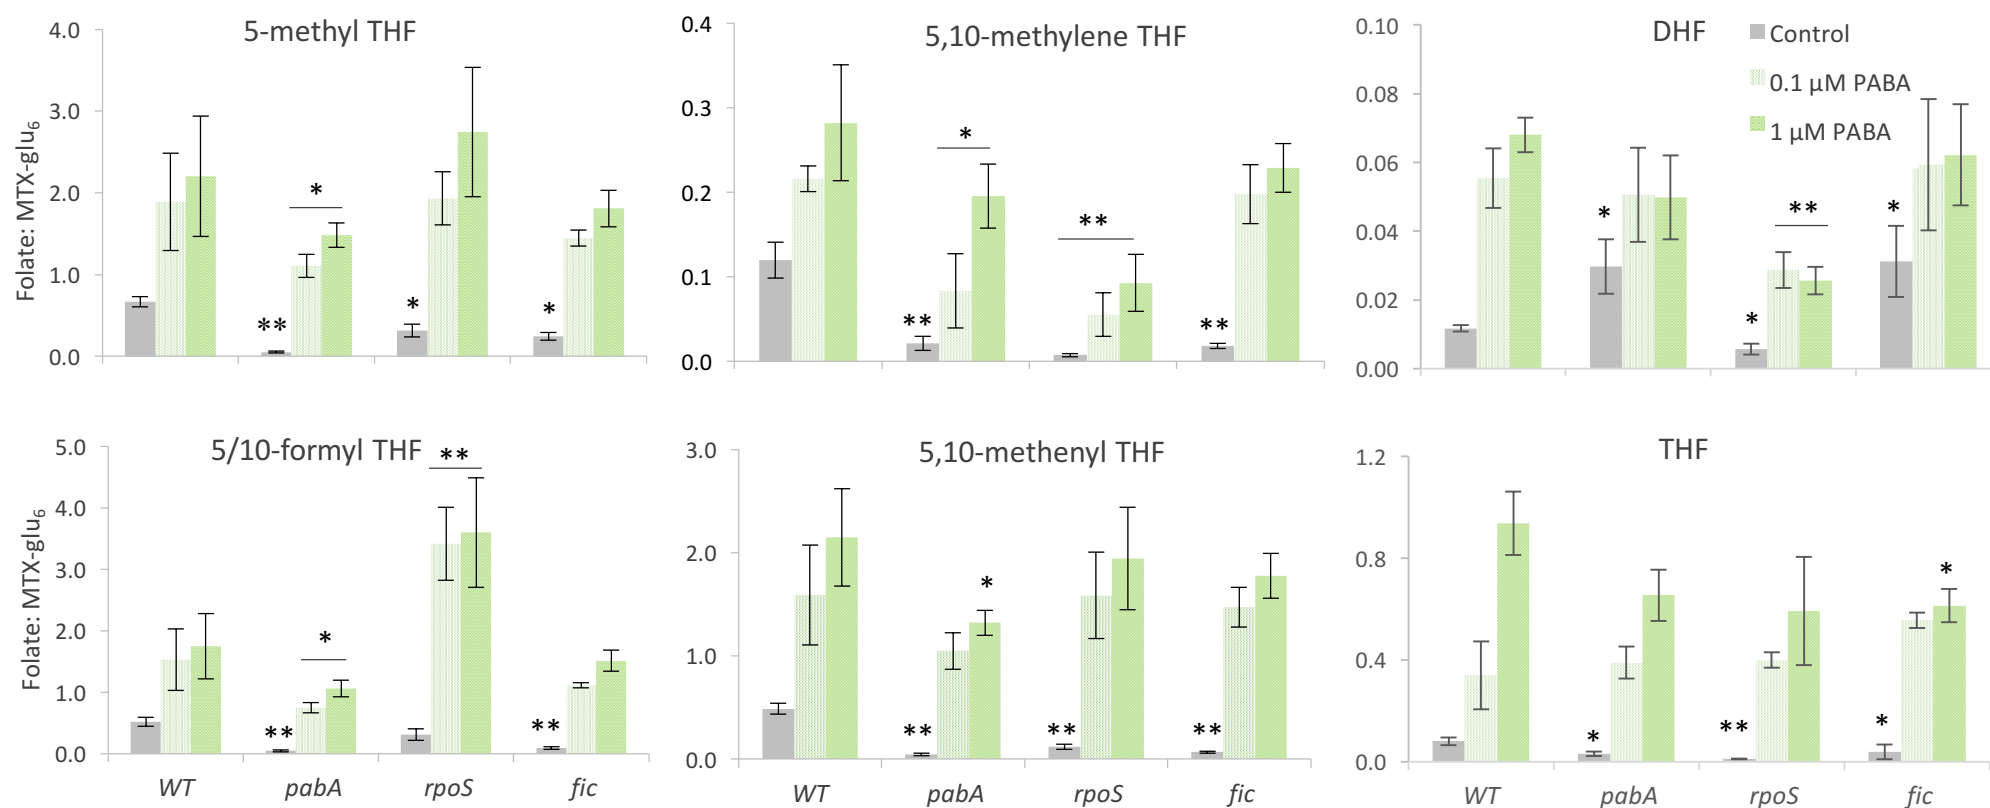 5-methyl THF
4.0
3.0
2.0
1.0
0.0
Folate: MTX-glu₆
*
** * *
5,10-methylene THF
0.4
0.3
0.2
0.1
0.0
*
**
** **
DHF
0.10
0.08
0.06
0.04
0.02
0.00
Control
0.1 µM PABA
1 µM PABA
* ** *
*
5/10-formyl THF
5.0
4.0
3.0
2.0
1.0
0.0
Folate: MTX-glu₆
**
*
** **
WT pabA rpoS fic
5,10-methenyl THF
3.0
2.0
1.0
0.0
*
** ** **
WT pabA rpoS fic
THF
1.2
0.8
0.4
0.0
*
* ** *
WT pabA rpoS fic